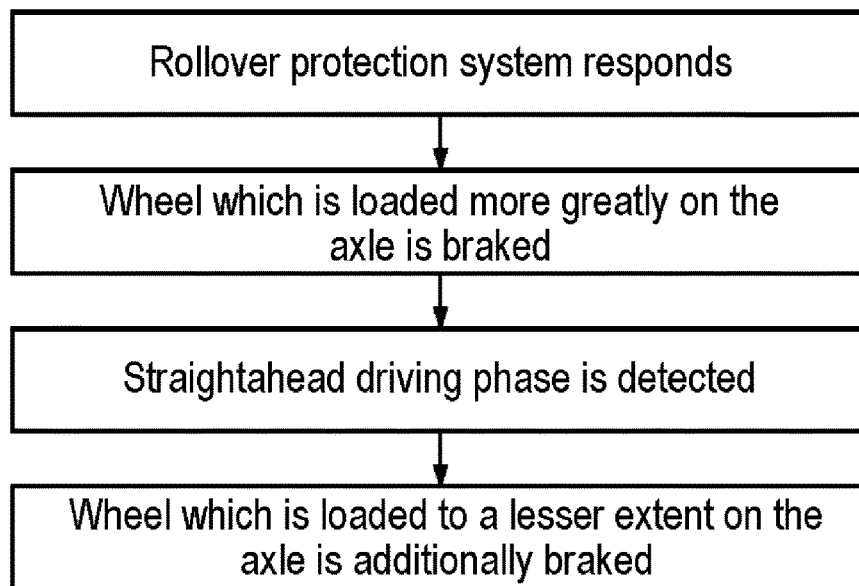 Rollover protection system responds
Wheel which is loaded more greatly on the
axle is braked
Straightahead driving phase is detected
Wheel which is loaded to a lesser extent on the
axle is additionally braked